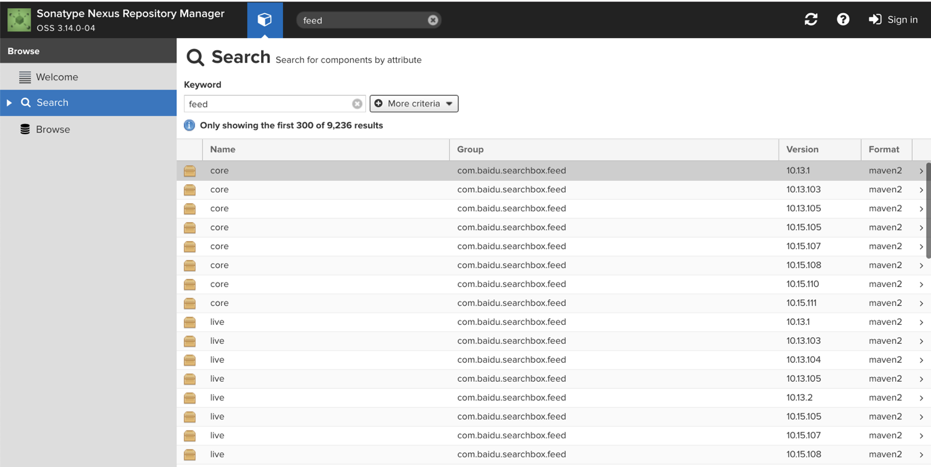 Sonatype Nexus Repository Manager
OSS 3.14.0-04
feed
Sign in
Browse
Welcome
Search
Browse
Search Search for components by attribute
Keyword
feed
More criteria
Only showing the first 300 of 9,236 results
Name Group Version Format
core com.baidu.searchbox.feed 10.13.1 maven2
core com.baidu.searchbox.feed 10.13.103 maven2
core com.baidu.searchbox.feed 10.13.105 maven2
core com.baidu.searchbox.feed 10.15.105 maven2
core com.baidu.searchbox.feed 10.15.107 maven2
core com.baidu.searchbox.feed 10.15.108 maven2
core com.baidu.searchbox.feed 10.15.110 maven2
core com.baidu.searchbox.feed 10.15.111 maven2
live com.baidu.searchbox.feed 10.13.1 maven2
live com.baidu.searchbox.feed 10.13.103 maven2
live com.baidu.searchbox.feed 10.13.104 maven2
live com.baidu.searchbox.feed 10.13.105 maven2
live com.baidu.searchbox.feed 10.13.2 maven2
live com.baidu.searchbox.feed 10.15.105 maven2
live com.baidu.searchbox.feed 10.15.107 maven2
live com.baidu.searchbox.feed 10.15.108 maven2